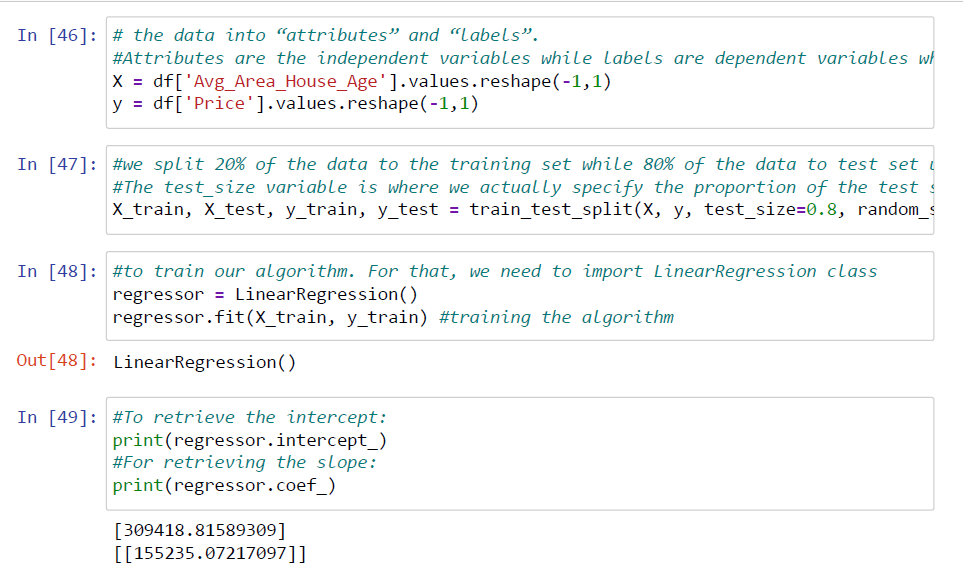 In [46]: # the data into “attributes” and “labels”.
#Attributes are the independent variables while labels are dependent variables
X = df['Avg_Area_House_Age'].values.reshape(-1,1)
y = df['Price'].values.reshape(-1,1)
In [47]: #we split 20% of the data to the training set while 80% of the data to test set
#The test_size variable is where we actually specify the proportion of the test
X_train, X_test, y_train, y_test = train_test_split(X, y, test_size=0.8,
In [48]: #to train our algorithm. For that, we need to import LinearRegression class
regressor = LinearRegression()
regressor.fit(X_train, y_train) #training the algorithm
Out[48]: LinearRegression()
In [49]: #To retrieve the intercept:
print(regressor.intercept_)
#For retrieving the slope:
print(regressor.coef_)
[309418.81589309]
[[155235.07217097]]